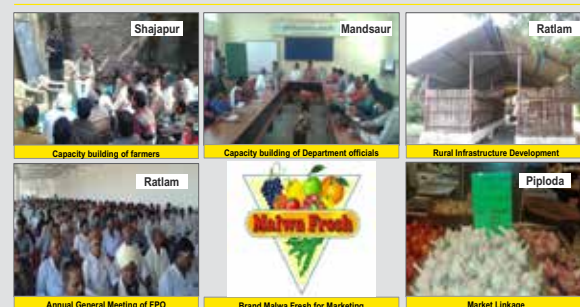 Shajapur
Mandsaur
Ratlam
Capacity building of farmers
Capacity building of Department officials
Rural Infrastructure Development
Ratlam
Malwa Fresh
Piploda
Annual General Meeting of FPO
Brand Malwa Fresh for Marketing
Market Linkage